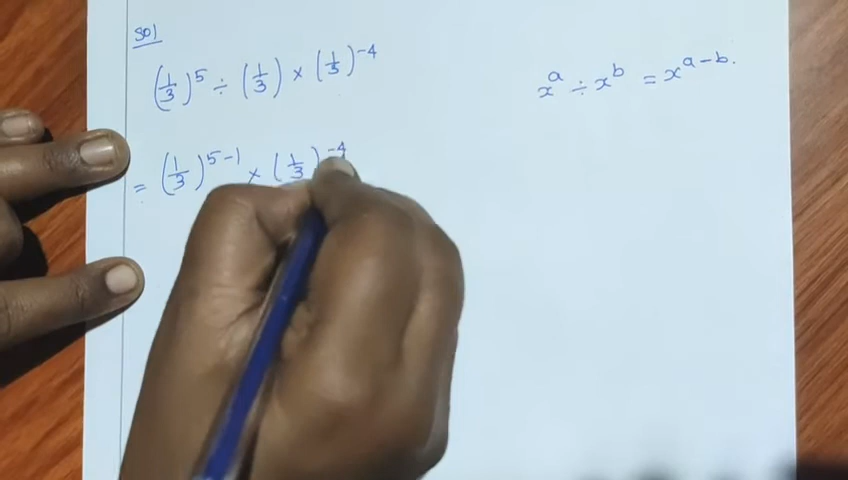 Sol
(1/3)^5 ÷ (1/3) × (1/3)^-4
x^a ÷ x^b = x^a-b.
= (1/3)^5-1 × (1/3)^-4